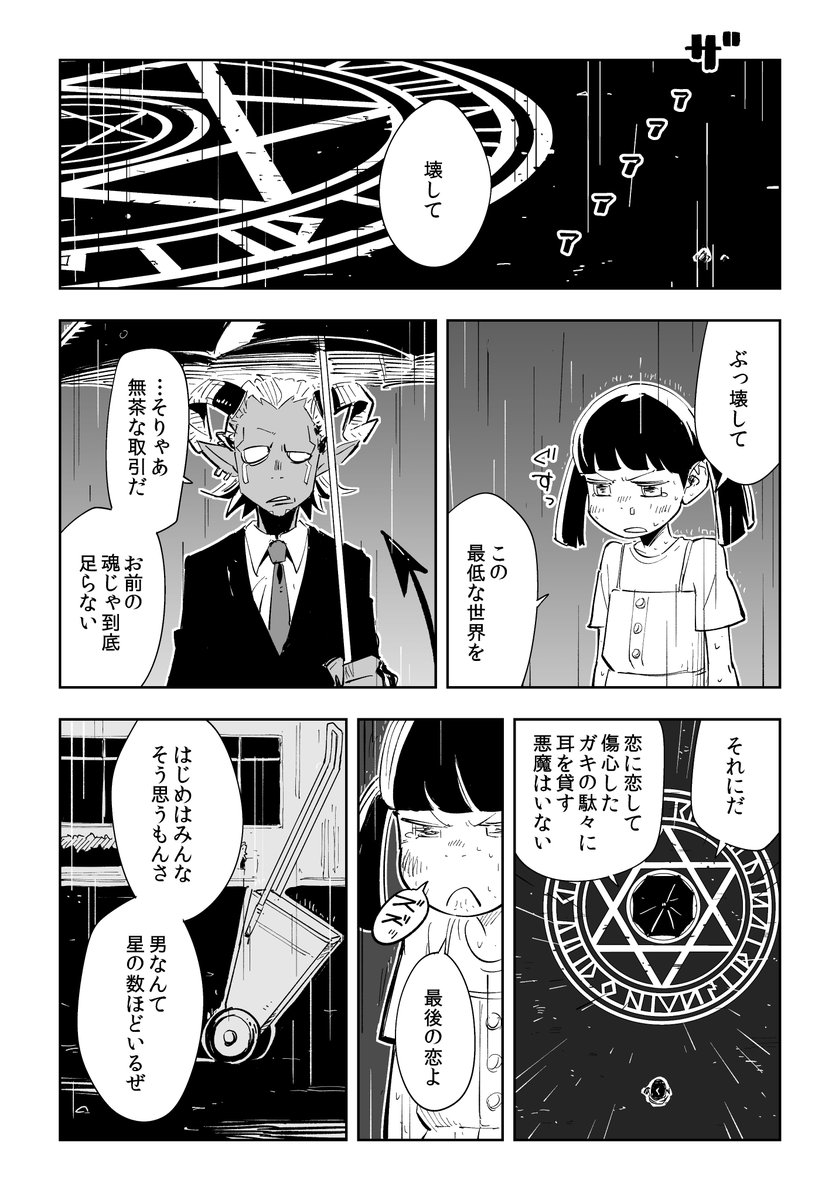 ザ
ァ
ァ
ァ
ァ
ァ
壊して
ぶっ壊して
ぐすっ
この
最低な世界を
…そりゃあ
無茶な取引だ
お前の
魂じゃ到底
足らない
それにだ
恋に恋して
傷心した
ガキの駄々に
耳を貸す
悪魔はいない
ズズ
最後の恋よ
はじめはみんな
そう思うもんさ
男なんて
星の数ほどいるぜ